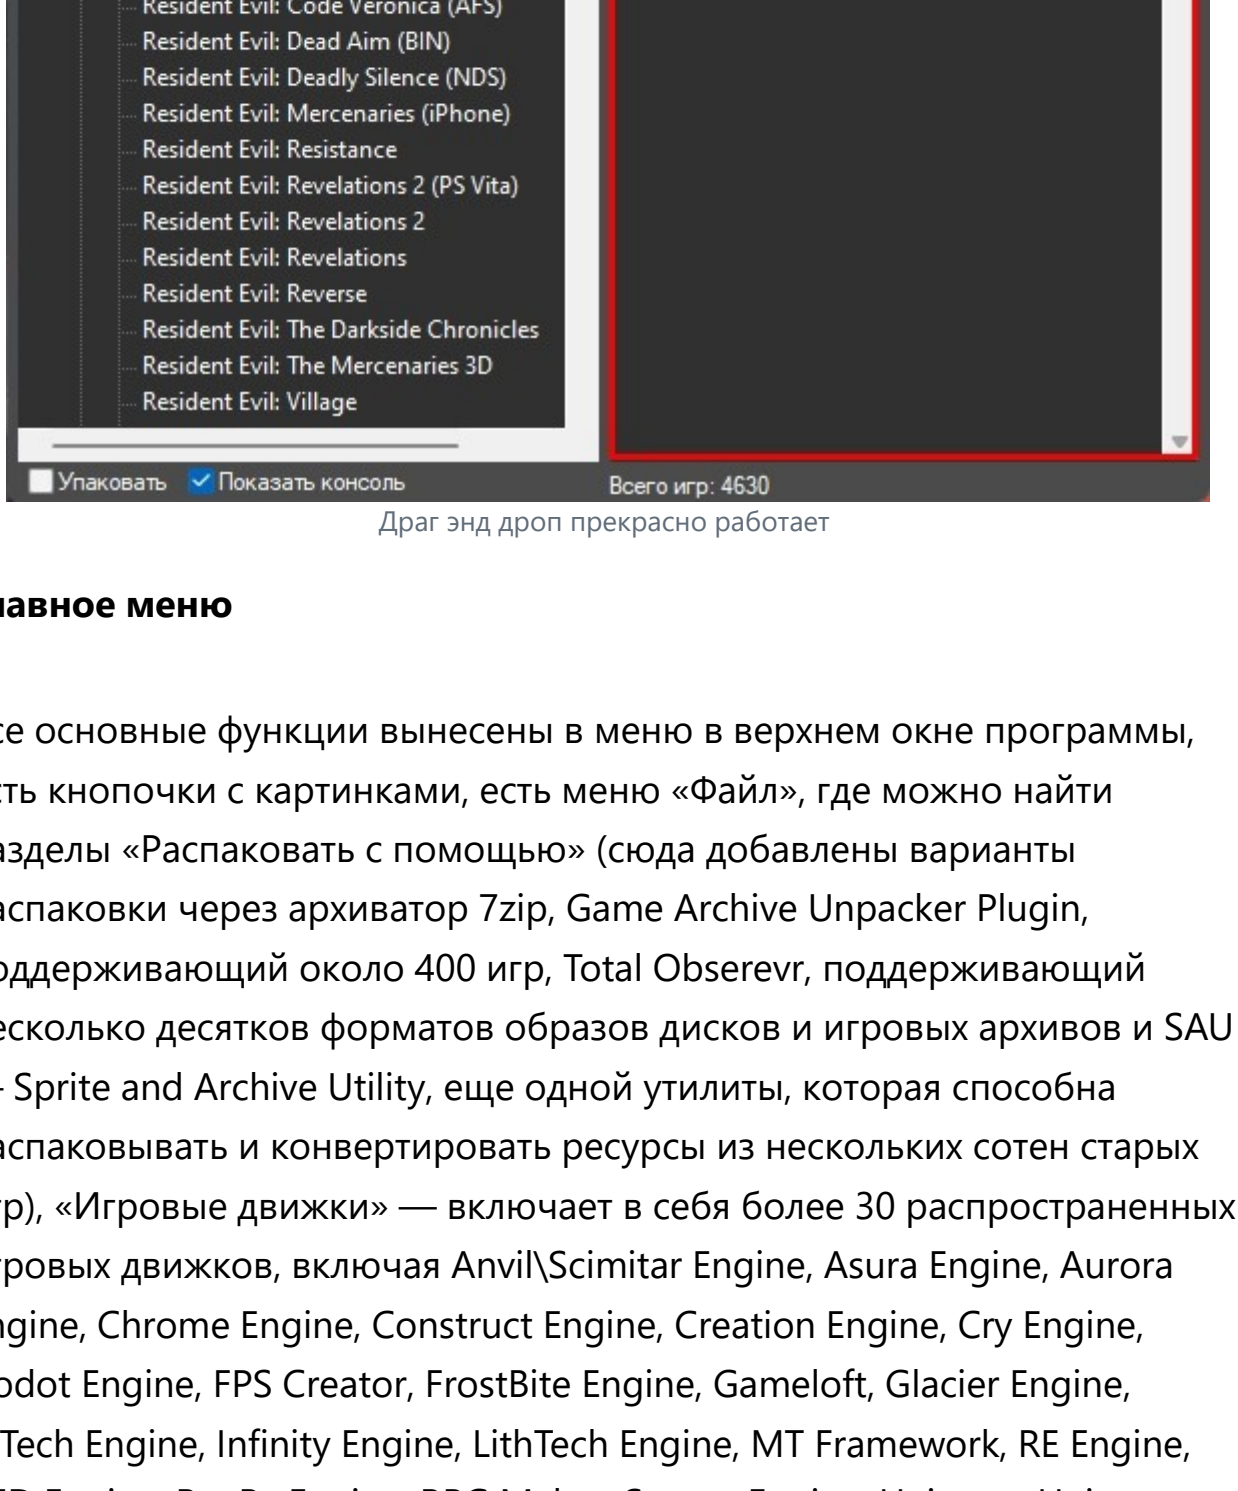 Resident Evil: Code Veronica (AFS)
Resident Evil: Dead Aim (BIN)
Resident Evil: Deadly Silence (NDS)
Resident Evil: Mercenaries (iPhone)
Resident Evil: Resistance
Resident Evil: Revelations 2 (PS Vita)
Resident Evil: Revelations 2
Resident Evil: Revelations
Resident Evil: Reverse
Resident Evil: The Darkside Chronicles
Resident Evil: The Mercenaries 3D
Resident Evil: Village
Упаковать Показать консоль
Всего игр: 4630
Драг энд дроп прекрасно работает
лавное меню
се основные функции вынесены в меню в верхнем окне программы,
сть кнопочки с картинками, есть меню «Файл», где можно найти
азделы «Распаковать с помощью» (сюда добавлены варианты
аспаковки через архиватор 7zip, Game Archive Unpacker Plugin,
оддерживающий около 400 игр, Total Obserevr, поддерживающий
есколько десятков форматов образов дисков и игровых архивов и SAU
– Sprite and Archive Utility, еще одной утилиты, которая способна
аспаковывать и конвертировать ресурсы из нескольких сотен старых
гр), «Игровые движки» — включает в себя более 30 распространенных
гровых движков, включая Anvil\Scimitar Engine, Asura Engine, Aurora
ngine, Chrome Engine, Construct Engine, Creation Engine, Cry Engine,
odot Engine, FPS Creator, FrostBite Engine, Gameloft, Glacier Engine,
Tech Engine, Infinity Engine, LithTech Engine, MT Framework, RE Engine,